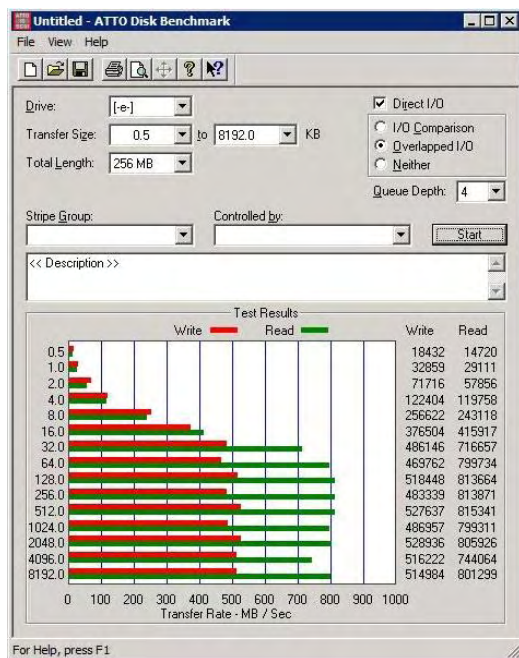 Untitled - ATTO Disk Benchmark
File View Help
Drive: [-e-]
Direct I/O
Transfer Size: 0.5 to 8192.0 KB
I/O Comparison
Total Length: 256 MB
Overlapped I/O
Neither
Queue Depth: 4
Stripe Group: Controlled by:
Start
<< Description >>
Test Results
Write Read Write Read
0.5 18432 14720
1.0 32859 29111
2.0 71716 57856
4.0 122404 119758
8.0 256622 243118
16.0 376504 415917
32.0 486146 716657
64.0 469762 799734
128.0 518448 813664
256.0 483339 813871
512.0 527637 815341
1024.0 486957 799311
2048.0 528936 805926
4096.0 516222 744064
8192.0 514984 801299
0 100 200 300 400 500 600 700 800 900 1000
Transfer Rate - MB / Sec
For Help, press F1